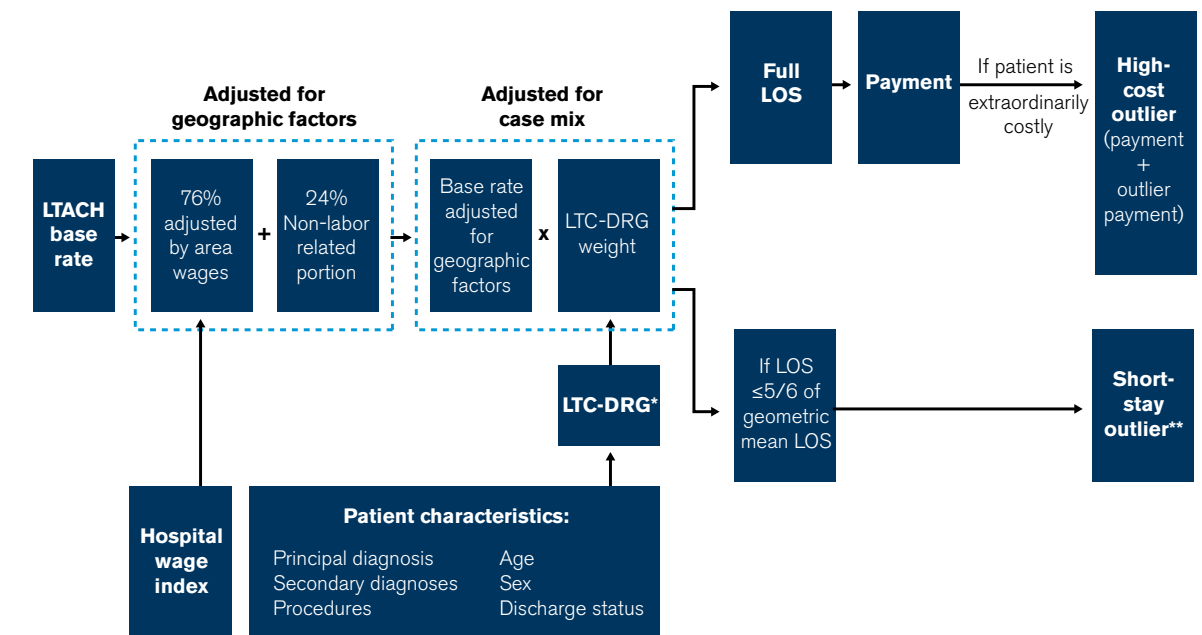 Adjusted for
geographic factors
Adjusted for
case mix
LTACH
base
rate
76%
adjusted
by area
wages
+
24%
Non-labor
related
portion
Base rate
adjusted
for
geographic
factors
x
LTC-DRG
weight
Full
LOS
Payment
If patient is
extraordinarily
costly
High-
cost
outlier
(payment
+
outlier
payment)
LTC-DRG*
If LOS
≤5/6 of
geometric
mean LOS
Short-
stay
outlier**
Hospital
wage
index
Patient characteristics:
Principal diagnosis
Secondary diagnoses
Procedures
Age
Sex
Discharge status